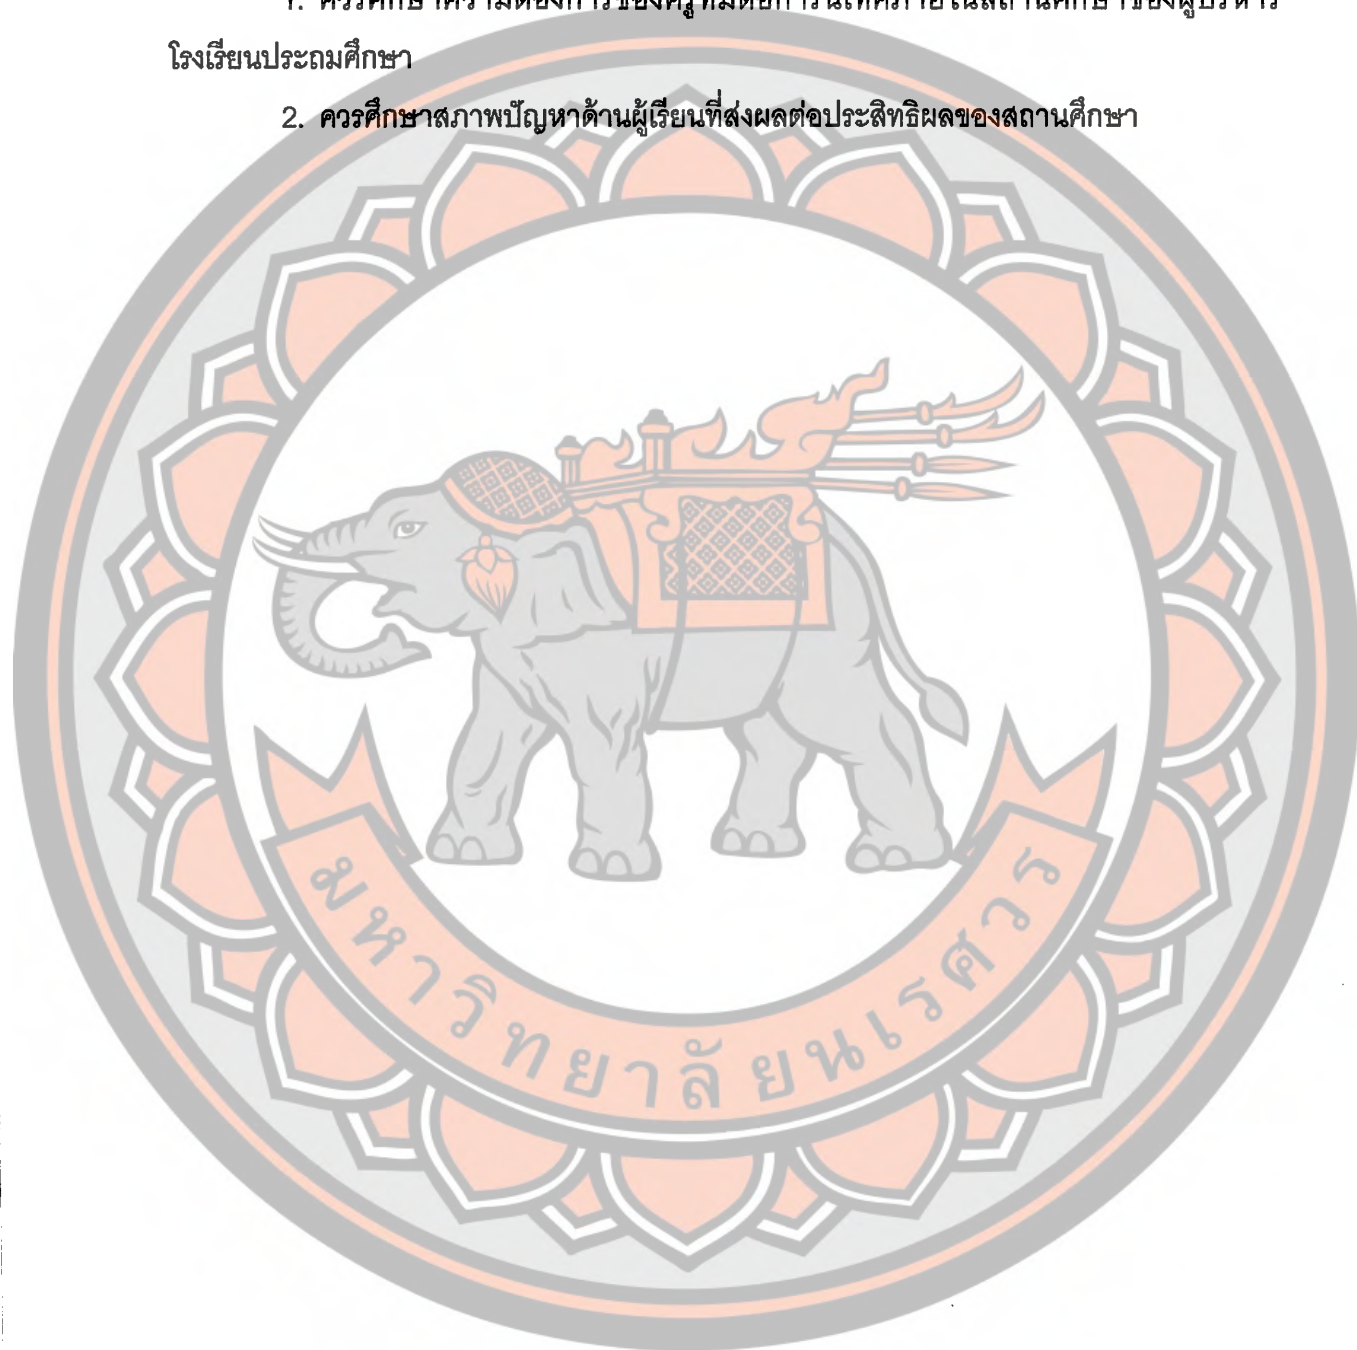 1. ควรศึกษาความต้องการของครูที่มีต่อการนิเทศภายในสถานศึกษาของผู้บริหาร
โรงเรียนประถมศึกษา
2. ควรศึกษาสภาพปัญหาด้านผู้เรียนที่ส่งผลต่อประสิทธิผลของสถานศึกษา
มหาวิทยาลัยนเรศวร